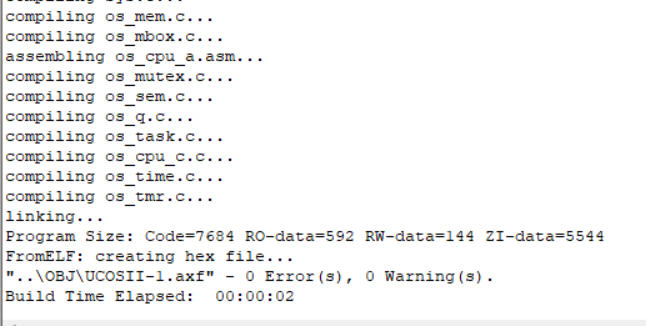 compiling os_mem.c...
compiling os_mbox.c...
assembling os_cpu_a.asm...
compiling os_mutex.c...
compiling os_sem.c...
compiling os_q.c...
compiling os_task.c...
compiling os_cpu_c.c...
compiling os_time.c...
compiling os_tmr.c...
linking...
Program Size: Code=7684 RO-data=592 RW-data=144 ZI-data=5544
FromELF: creating hex file...
"..\OBJ\UCOSII-1.axf" - 0 Error(s), 0 Warning(s).
Build Time Elapsed:  00:00:02